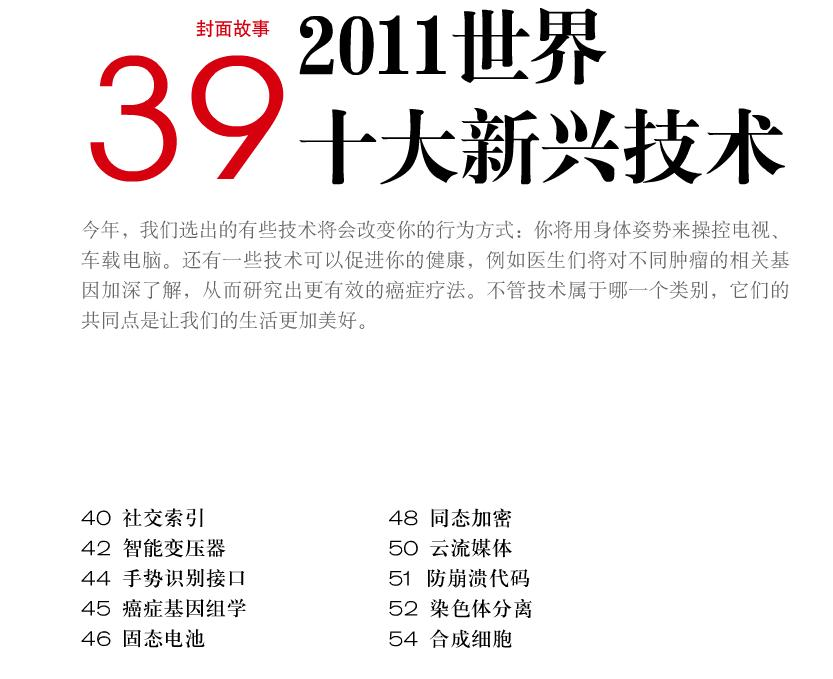 封面故事
39
2011世界
十大新兴技术
今年，我们选出的有些技术将会改变你的行为方式：你将用身体姿势来操控电视、
车载电脑。还有一些技术可以促进你的健康，例如医生们将对不同肿瘤的相关基
因加深了解，从而研究出更有效的癌症疗法。不管技术属于哪一个类别，它们的
共同点是让我们的生活更加美好。
40 社交索引
42 智能变压器
44 手势识别接口
45 癌症基因组学
46 固态电池
48 同态加密
50 云流媒体
51 防崩溃代码
52 染色体分离
54 合成细胞